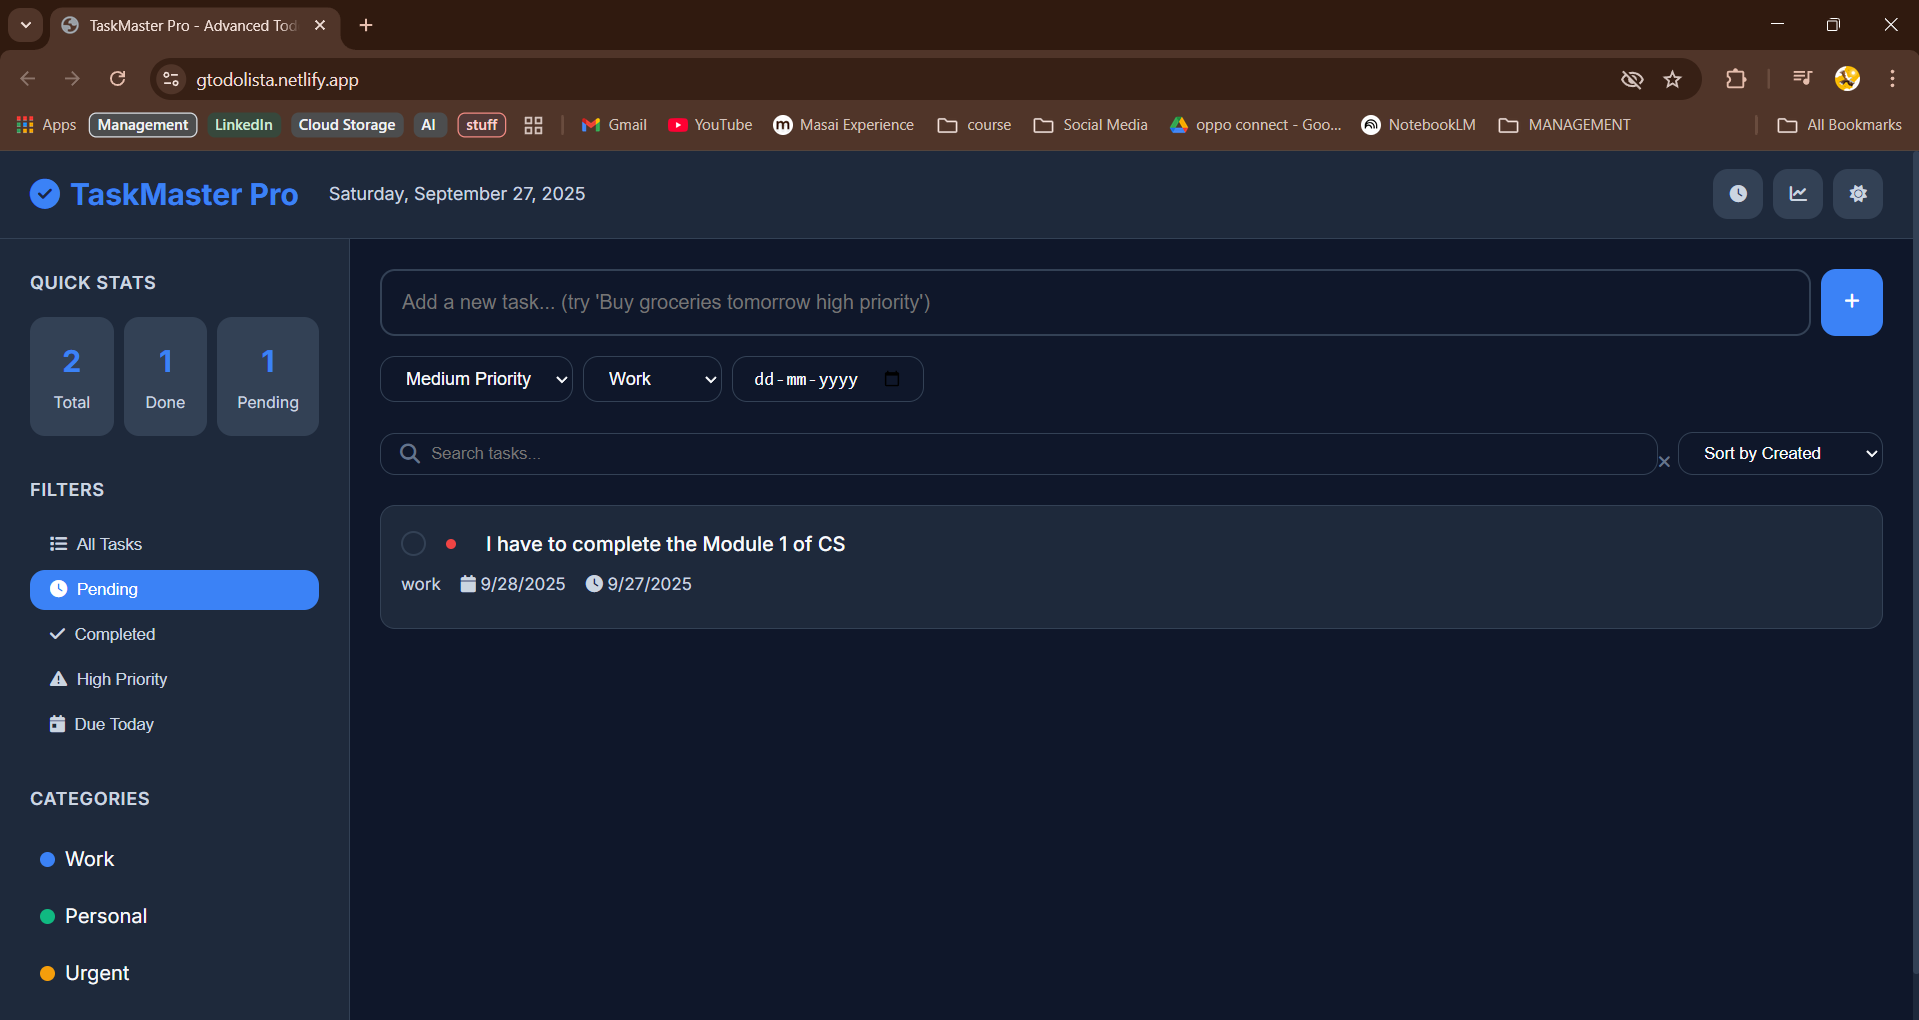 TaskMaster Pro - Advanced Tod
gtodolista.netlify.app
Apps Management LinkedIn Cloud Storage AI stuff Gmail YouTube Masai Experience course Social Media oppo connect - Goo... NotebookLM MANAGEMENT All Bookmarks
TaskMaster Pro Saturday, September 27, 2025
QUICK STATS
2 1 1
Total Done Pending
FILTERS
All Tasks
Pending
Completed
High Priority
Due Today
CATEGORIES
Work
Personal
Urgent
Add a new task... (try 'Buy groceries tomorrow high priority')
+
Medium Priority Work dd-mm-yyyy
Search tasks... × Sort by Created
I have to complete the Module 1 of CS
work 9/28/2025 9/27/2025